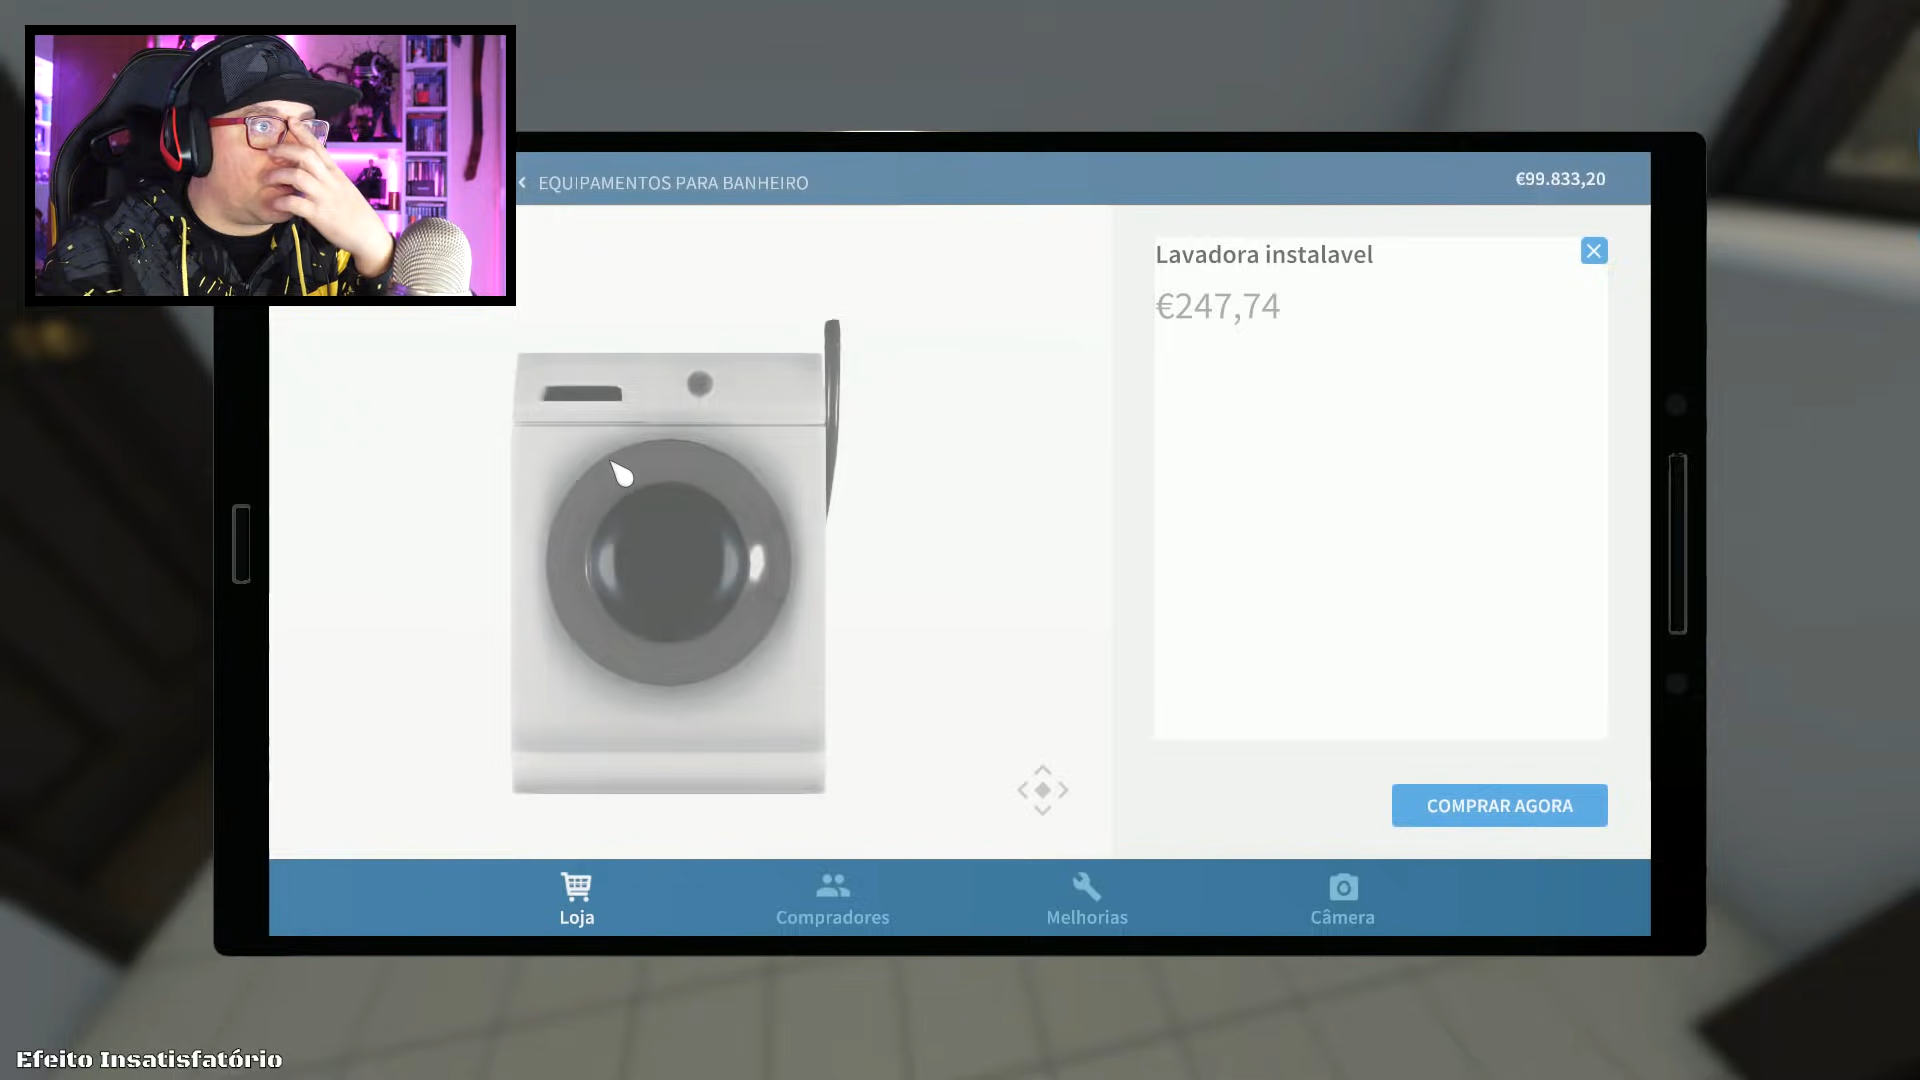 EQUIPAMENTOS PARA BANHEIRO
€99.833,20
Lavadora instalavel
€247,74
COMPRAR AGORA
Loja
Compradores
Melhorias
Câmera
Efeito Insatisfatório